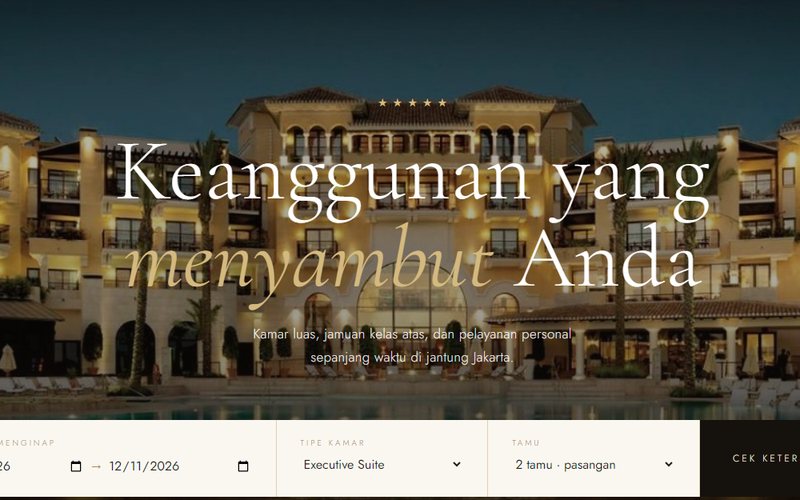 ★★★★★
Keanggunan yang
menyambut Anda
Kamar luas, jamuan kelas atas, dan pelayanan personal
sepanjang waktu di jantung Jakarta.
MENGINAP
26 → 12/11/2026
TIPE KAMAR
Executive Suite
TAMU
2 tamu · pasangan
CEK KETER